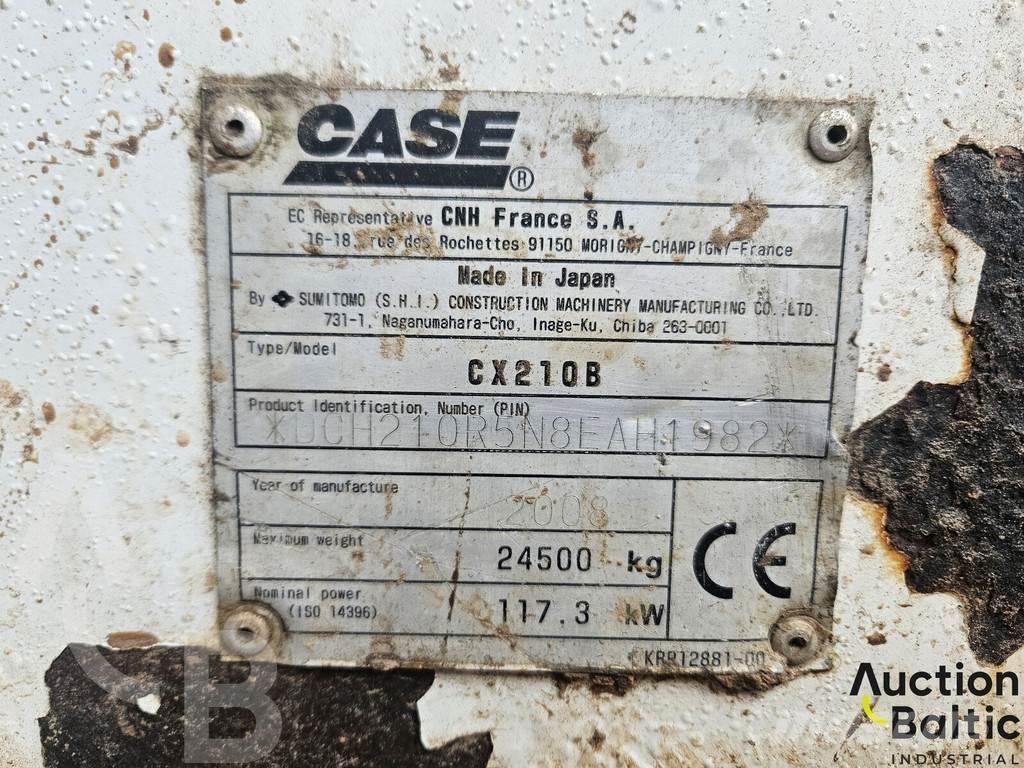 CASE®
EC Representative CNH France S.A.
16-18, rue des Rochettes 91150 MORIGNY-CHAMPIGNY-France
Made In Japan
By SUMITOMO (S.H.I.) CONSTRUCTION MACHINERY MANUFACTURING CO.,LTD.
731-1, Naganumahara-Cho, Inage-Ku, Chiba 263-0001
Type/Model
CX210B
Product Identification, Number (PIN)
*DCH210R5N8EAH1982*
Year of manufacture
2008
Maximum weight
24500 kg
Nominal power
(ISO 14396)
117.3 kW
CE
KRP12881-00
B
Auction
Baltic
INDUSTRIAL